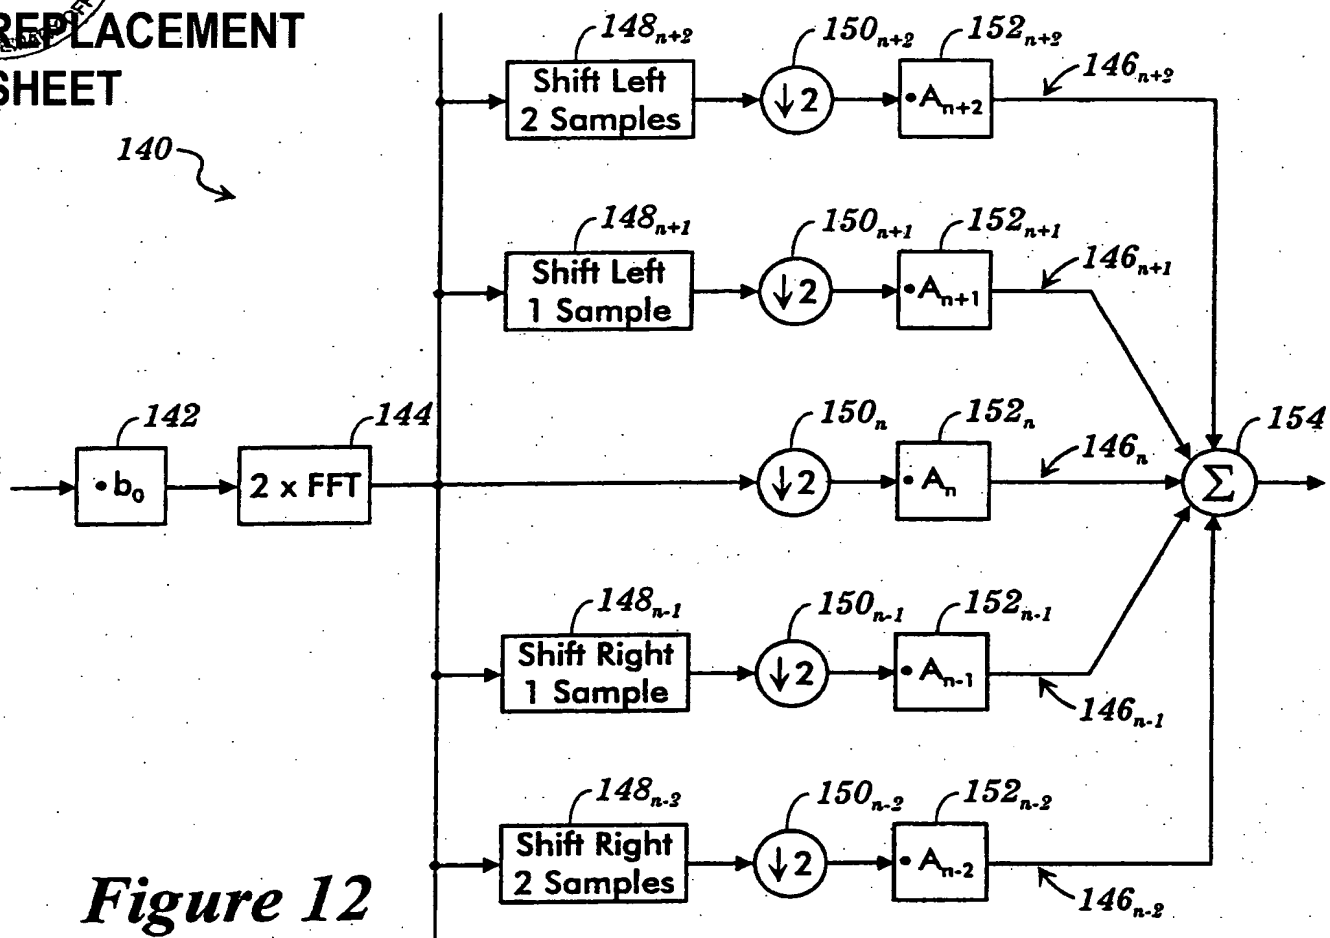 REPLACEMENT
SHEET
140
148n+2
150n+2
152n+2
146n+2
Shift Left
2 Samples
↓2
•An+2
148n+1
150n+1
152n+1
146n+1
Shift Left
1 Sample
↓2
•An+1
142
144
150n
152n
146n
154
•b0
2 x FFT
↓2
•An
Σ
148n-1
150n-1
152n-1
Shift Right
1 Sample
↓2
•An-1
146n-1
148n-2
150n-2
152n-2
Shift Right
2 Samples
↓2
•An-2
146n-2
Figure 12